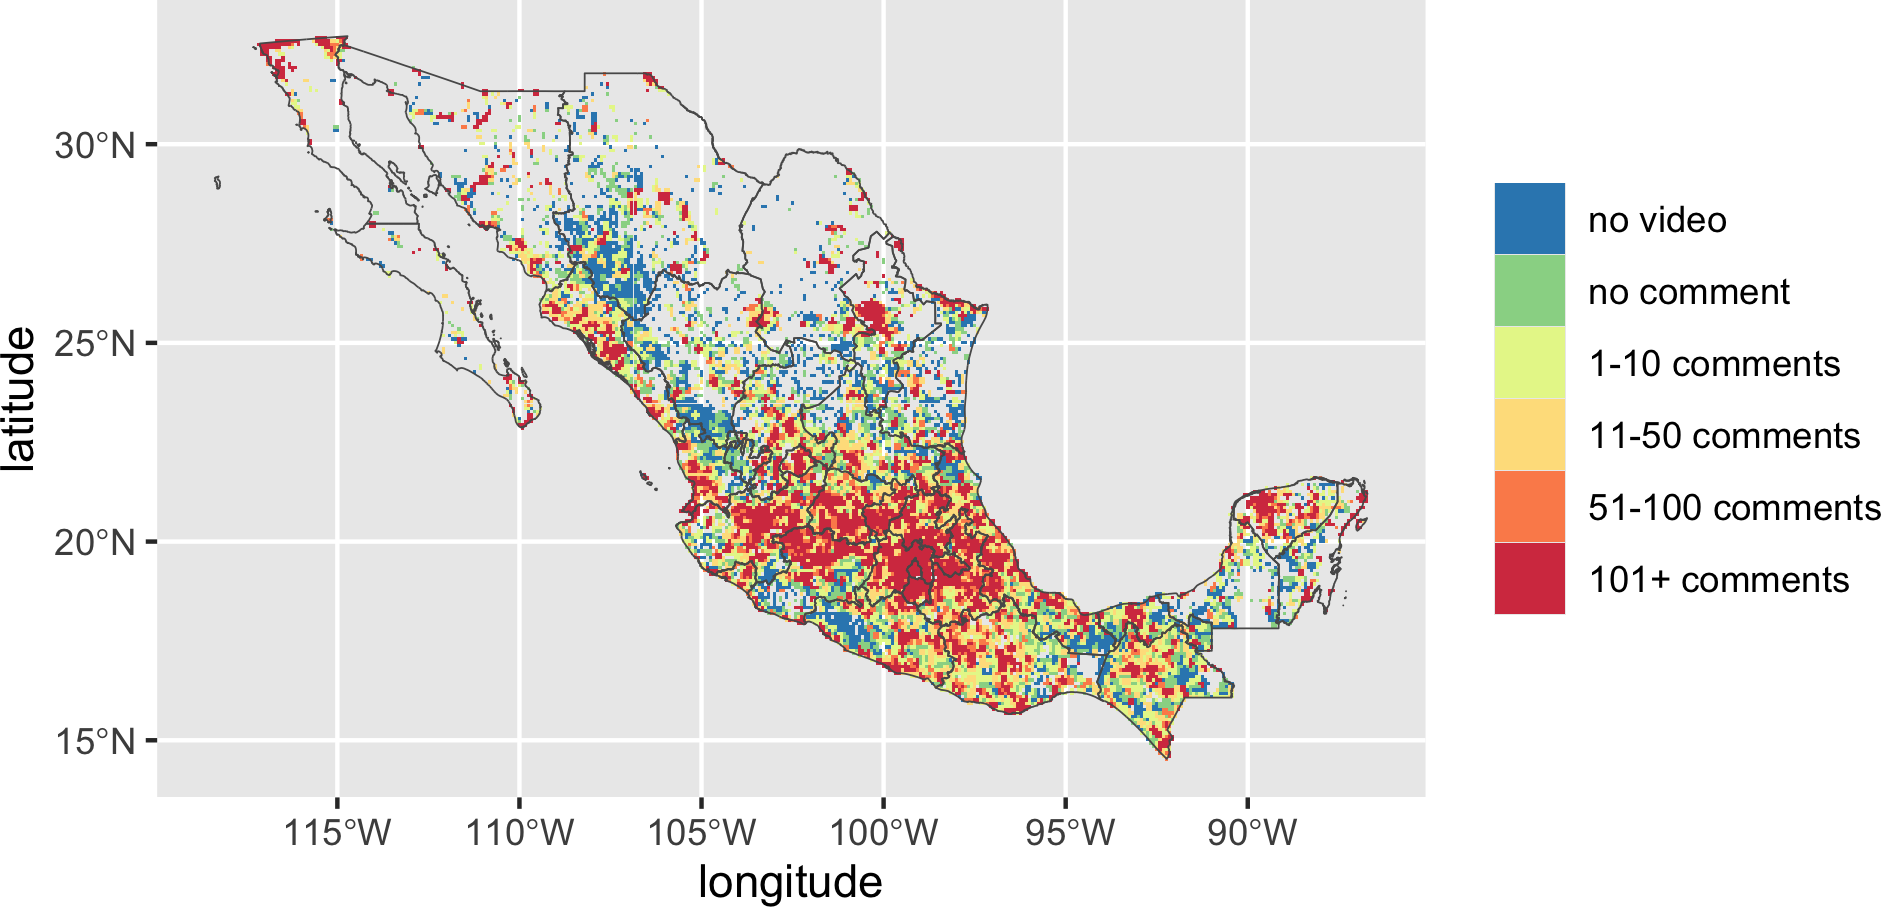 30°N
25°N
20°N
15°N
latitude
115°W
110°W
105°W
100°W
95°W
90°W
longitude
no video
no comment
1-10 comments
11-50 comments
51-100 comments
101+ comments